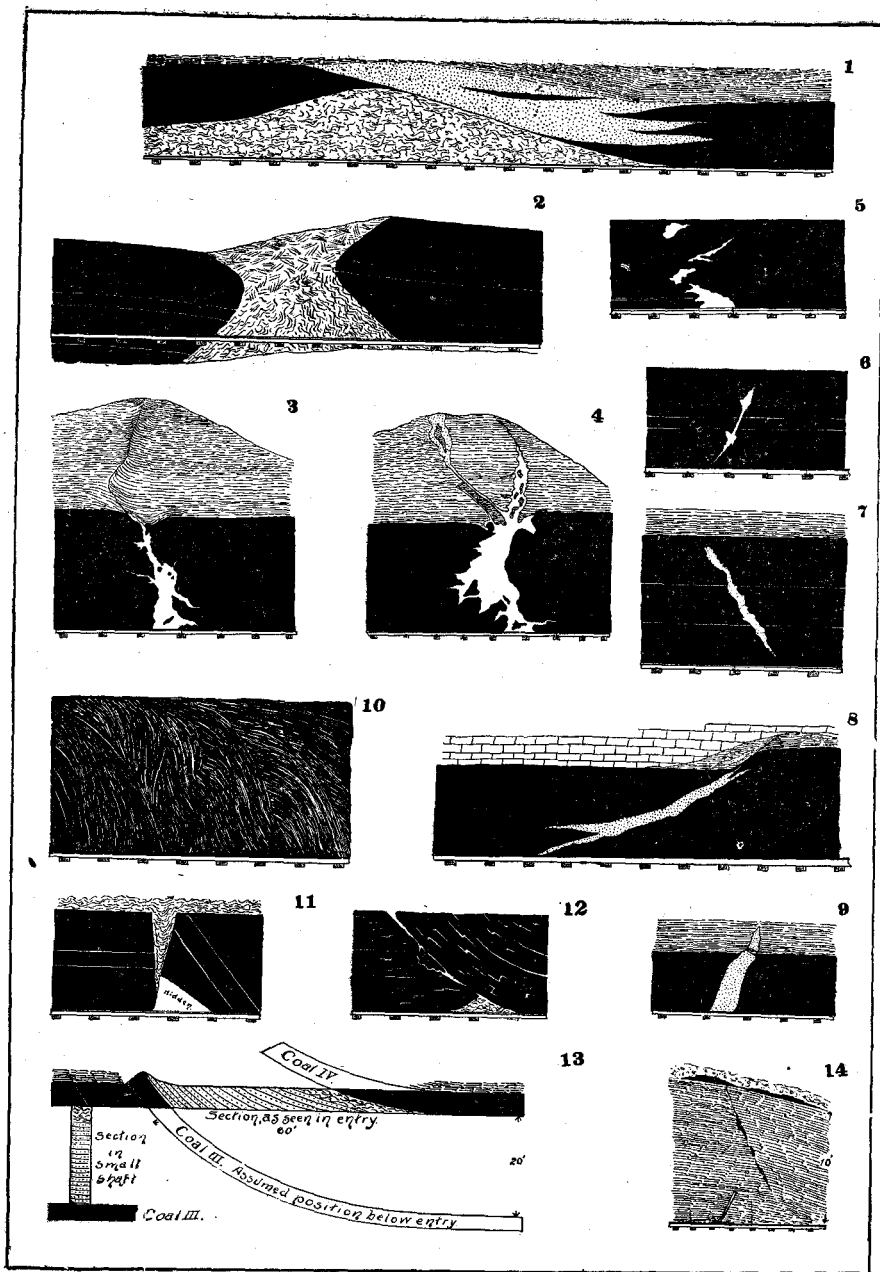 1
2
5
3
4
6
7
10
8
11
12
9
Hidden
13
14
Coal IV.
Section, as seen in entry.
60'
Section
in
small
shaft
Coal III. Assumed position below entry
20'
10'
Coal III.